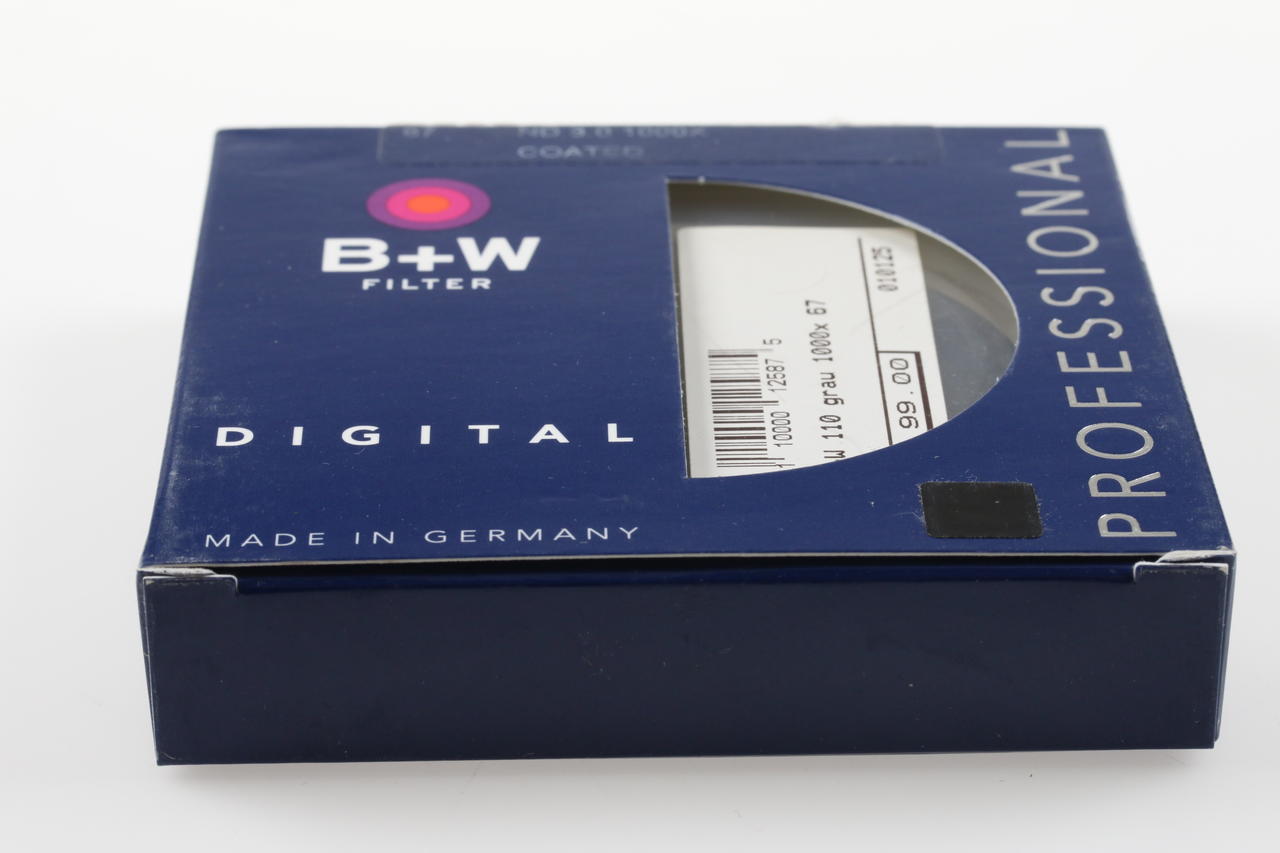 67 ND 3.0 1000X
COATED
B+W
FILTER
DIGITAL
MADE IN GERMANY
PROFESSIONAL
010125
99.00
W 110 grau 1000x 67
1 10000 12587 5